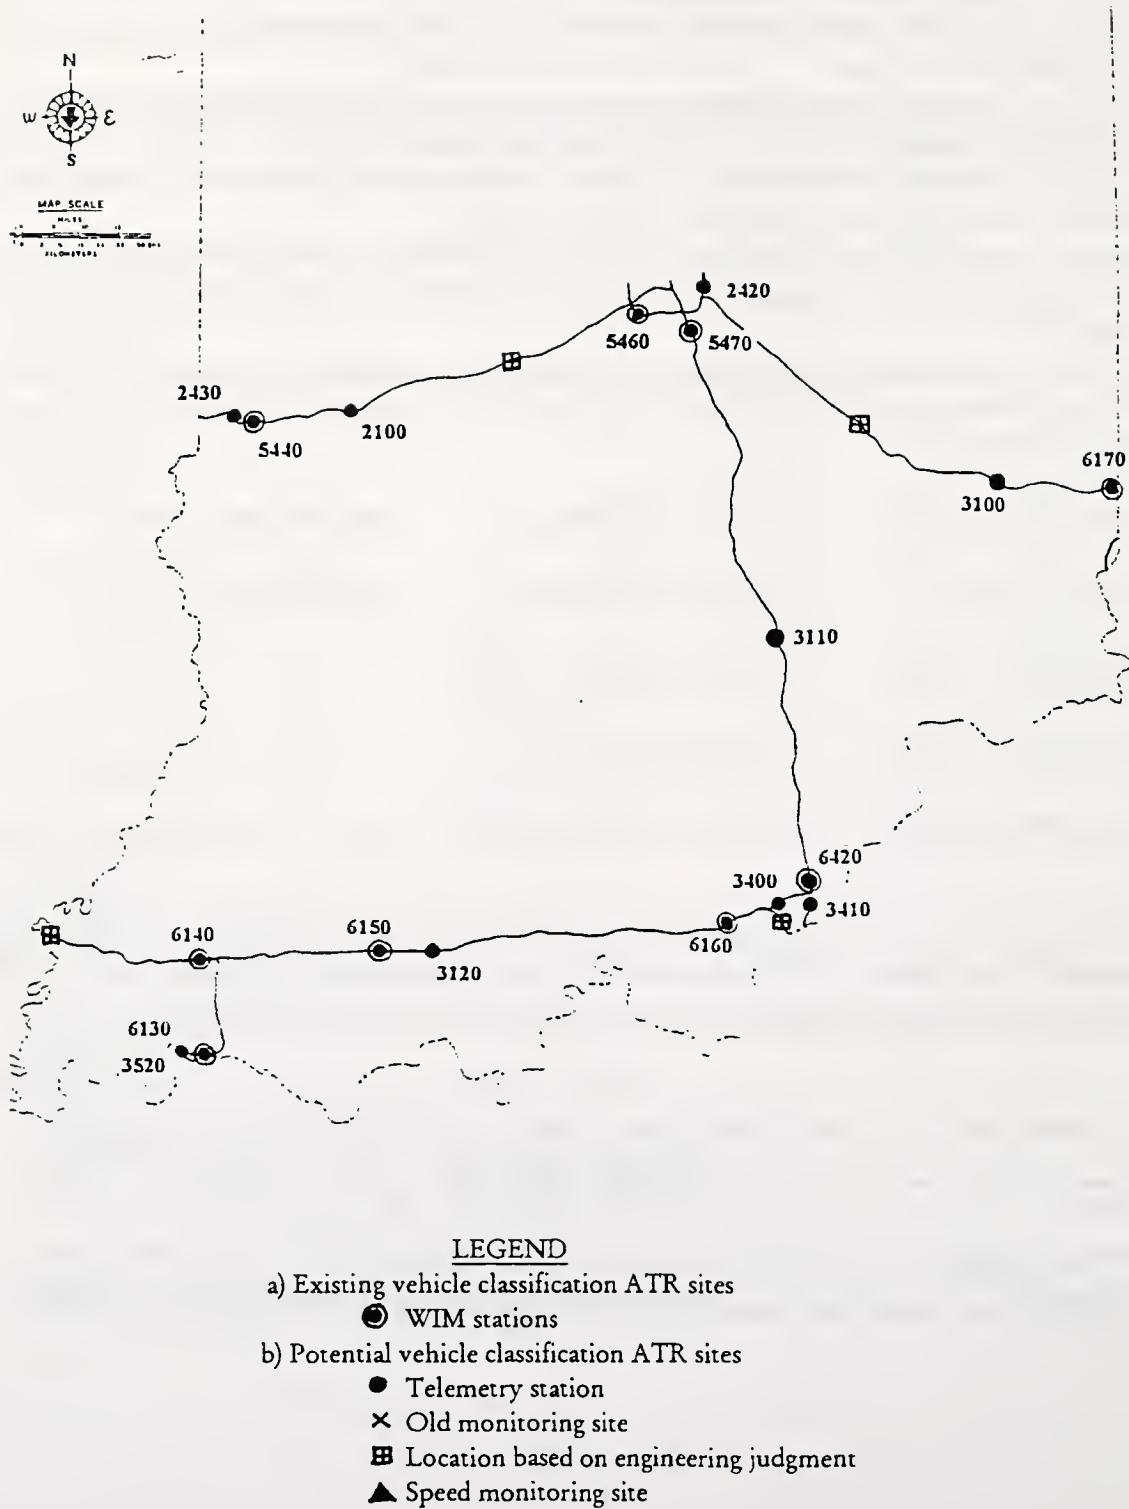 N
W E
S
MAP SCALE
MILES
KILOMETERS
2420
5460
5470
2430
2100
5440
6170
3100
3110
6420
3400
3410
6140
6150
6160
3120
6130
3520
LEGEND
a) Existing vehicle classification ATR sites
WIM stations
b) Potential vehicle classification ATR sites
Telemetry station
Old monitoring site
Location based on engineering judgment
Speed monitoring site